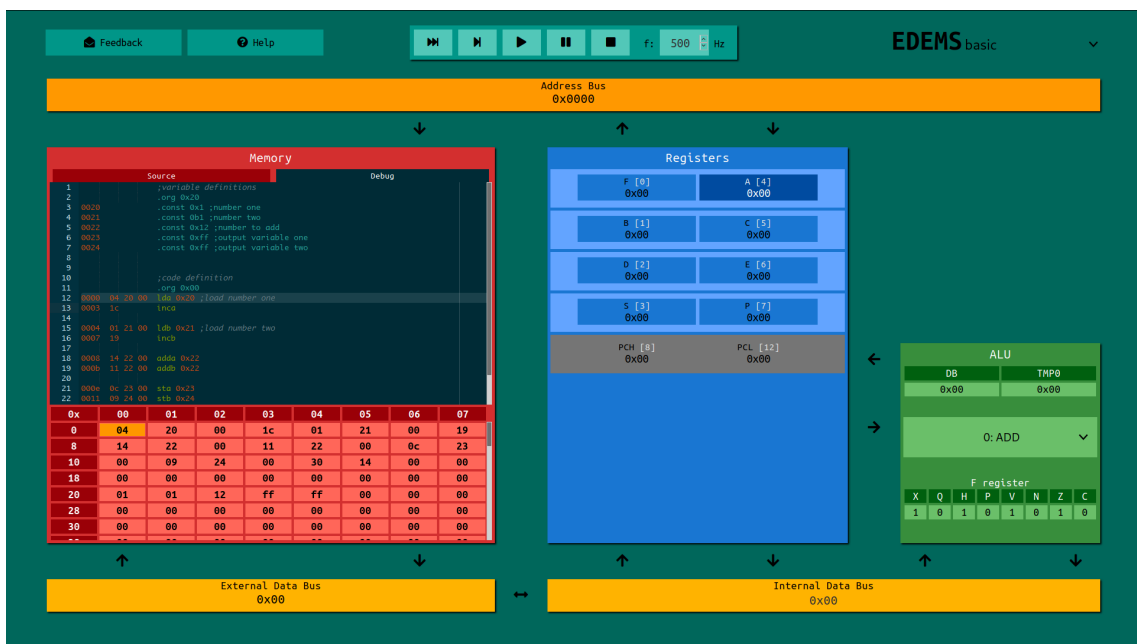 Feedback
Help
f: 500 Hz
EDEMS basic
Address Bus
0x0000
Memory
Source Debug
1 ;variable definitions
2 .org 0x20
3 0020 .const 0x1 ;number one
4 0021 .const 0b1 ;number two
5 0022 .const 0x12 ;number to add
6 0023 .const 0xff ;output variable one
7 0024 .const 0xff ;output variable two
8
9
10 ;code definition
11 .org 0x00
12 0000 04 20 00 lda 0x20 ;load number one
13 0003 1c inca
14
15 0004 01 21 00 ldb 0x21 ;load number two
16 0007 19 incb
17
18 0008 14 22 00 adda 0x22
19 000b 11 22 00 addb 0x22
20
21 000e 0c 23 00 sta 0x23
22 0011 09 24 00 stb 0x24
0x 00 01 02 03 04 05 06 07
0 04 20 00 1c 01 21 00 19
8 14 22 00 11 22 00 0c 23
10 00 09 24 00 30 14 00 00
18 00 00 00 00 00 00 00 00
20 01 01 12 ff ff 00 00 00
28 00 00 00 00 00 00 00 00
30 00 00 00 00 00 00 00 00
Registers
F [0] A [4]
0x00 0x00
B [1] C [5]
0x00 0x00
D [2] E [6]
0x00 0x00
S [3] P [7]
0x00 0x00
PCH [8] PCL [12]
0x00 0x00
ALU
DB TMP0
0x00 0x00
0: ADD
F register
X Q H P V N Z C
1 0 1 0 1 0 1 0
External Data Bus
0x00
Internal Data Bus
0x00